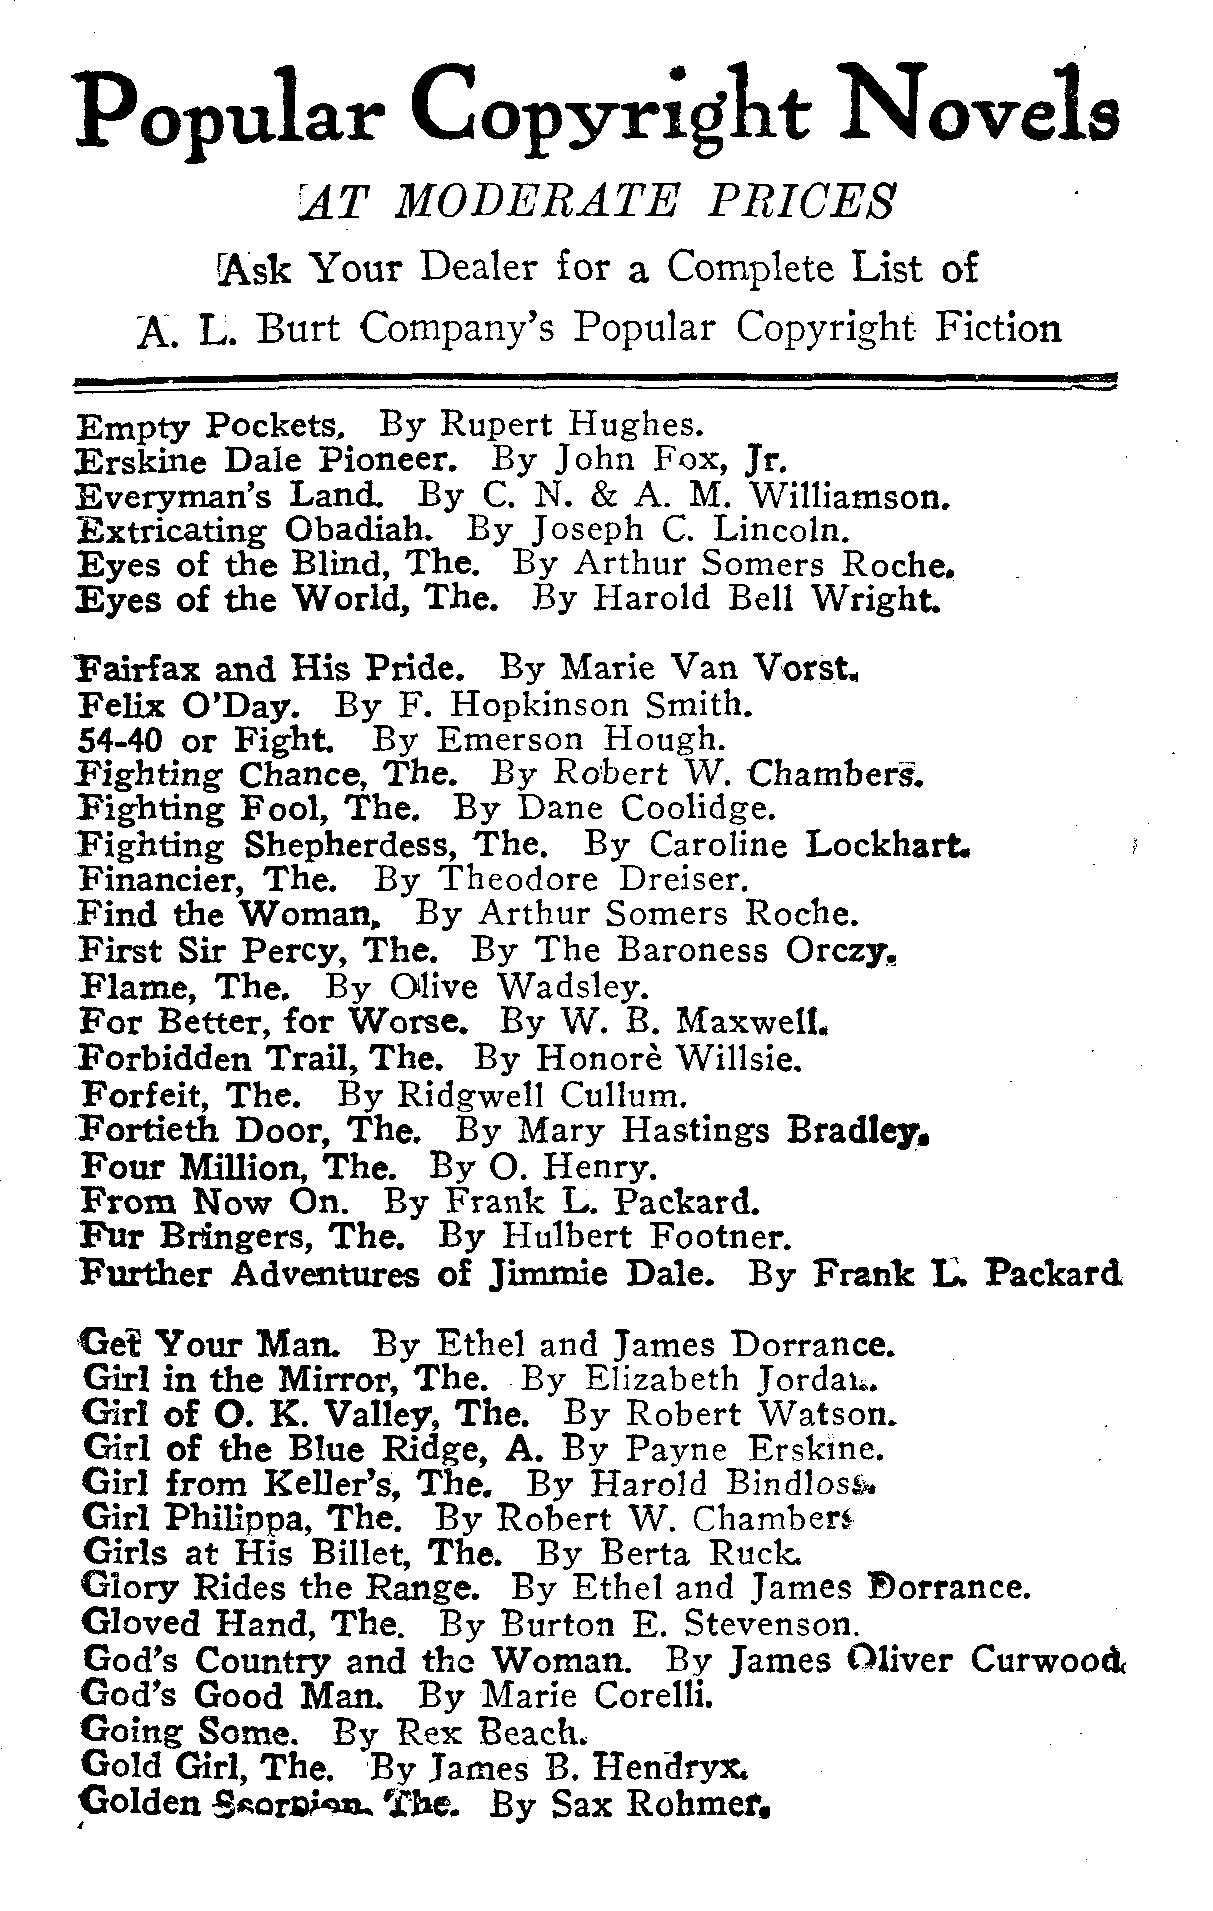 Popular Copyright Novels
AT MODERATE PRICES
Ask Your Dealer for a Complete List of
A. L. Burt Company's Popular Copyright Fiction
Empty Pockets. By Rupert Hughes.
Erskine Dale Pioneer. By John Fox, Jr.
Everyman's Land. By C. N. & A. M. Williamson.
Extricating Obadiah. By Joseph C. Lincoln.
Eyes of the Blind, The. By Arthur Somers Roche.
Eyes of the World, The. By Harold Bell Wright.
Fairfax and His Pride. By Marie Van Vorst.
Felix O'Day. By F. Hopkinson Smith.
54-40 or Fight. By Emerson Hough.
Fighting Chance, The. By Robert W. Chambers.
Fighting Fool, The. By Dane Coolidge.
Fighting Shepherdess, The. By Caroline Lockhart.
Financier, The. By Theodore Dreiser.
Find the Woman. By Arthur Somers Roche.
First Sir Percy, The. By The Baroness Orczy.
Flame, The. By Olive Wadsley.
For Better, for Worse. By W. B. Maxwell.
Forbidden Trail, The. By Honorè Willsie.
Forfeit, The. By Ridgwell Cullum.
Fortieth Door, The. By Mary Hastings Bradley.
Four Million, The. By O. Henry.
From Now On. By Frank L. Packard.
Fur Bringers, The. By Hulbert Footner.
Further Adventures of Jimmie Dale. By Frank L. Packard
Get Your Man. By Ethel and James Dorrance.
Girl in the Mirror, The. By Elizabeth Jordan.
Girl of O. K. Valley, The. By Robert Watson.
Girl of the Blue Ridge, A. By Payne Erskine.
Girl from Keller's, The. By Harold Bindloss.
Girl Philippa, The. By Robert W. Chambers
Girls at His Billet, The. By Berta Ruck.
Glory Rides the Range. By Ethel and James Dorrance.
Gloved Hand, The. By Burton E. Stevenson.
God's Country and the Woman. By James Oliver Curwood.
God's Good Man. By Marie Corelli.
Going Some. By Rex Beach.
Gold Girl, The. By James B. Hendryx.
Golden Scorpion, The. By Sax Rohmer.